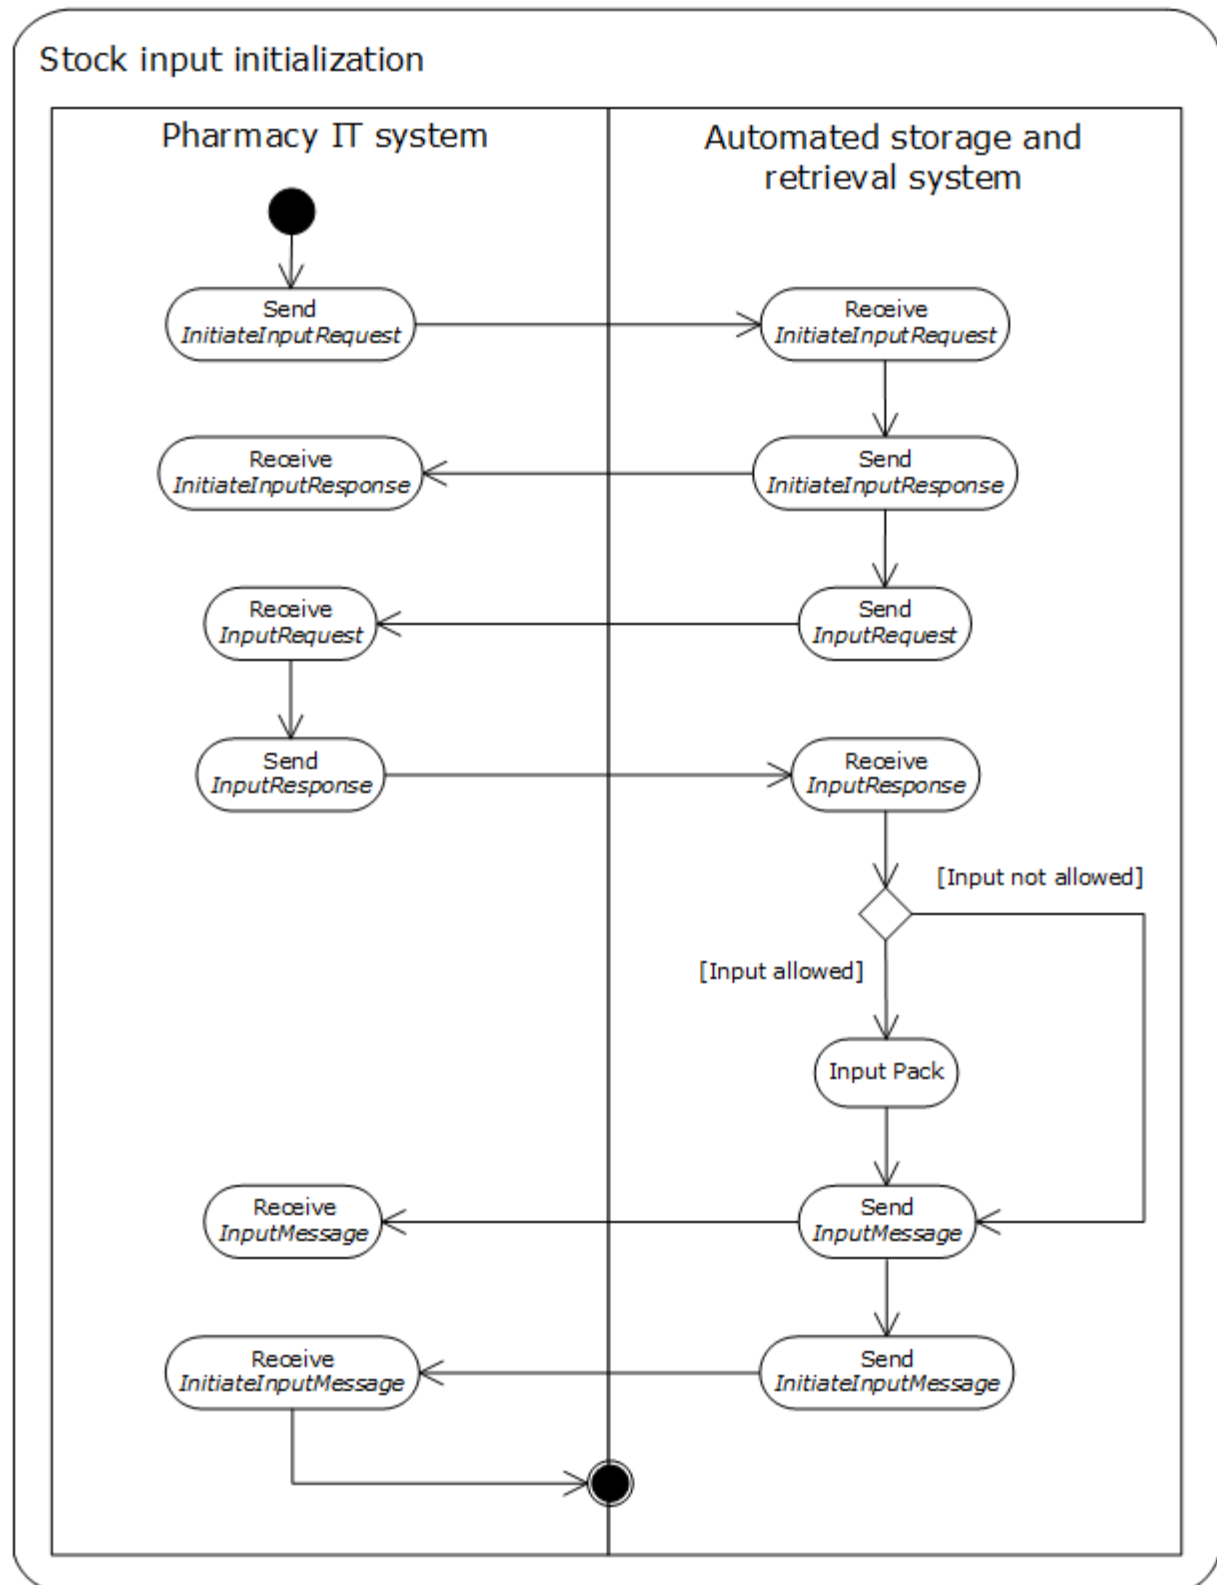 Stock input initialization
Pharmacy IT system
Automated storage and
retrieval system
Send
InitiateInputRequest
Receive
InitiateInputRequest
Receive
InitiateInputResponse
Send
InitiateInputResponse
Receive
InputRequest
Send
InputRequest
Send
InputResponse
Receive
InputResponse
[Input not allowed]
[Input allowed]
Input Pack
Receive
InputMessage
Send
InputMessage
Receive
InitiateInputMessage
Send
InitiateInputMessage